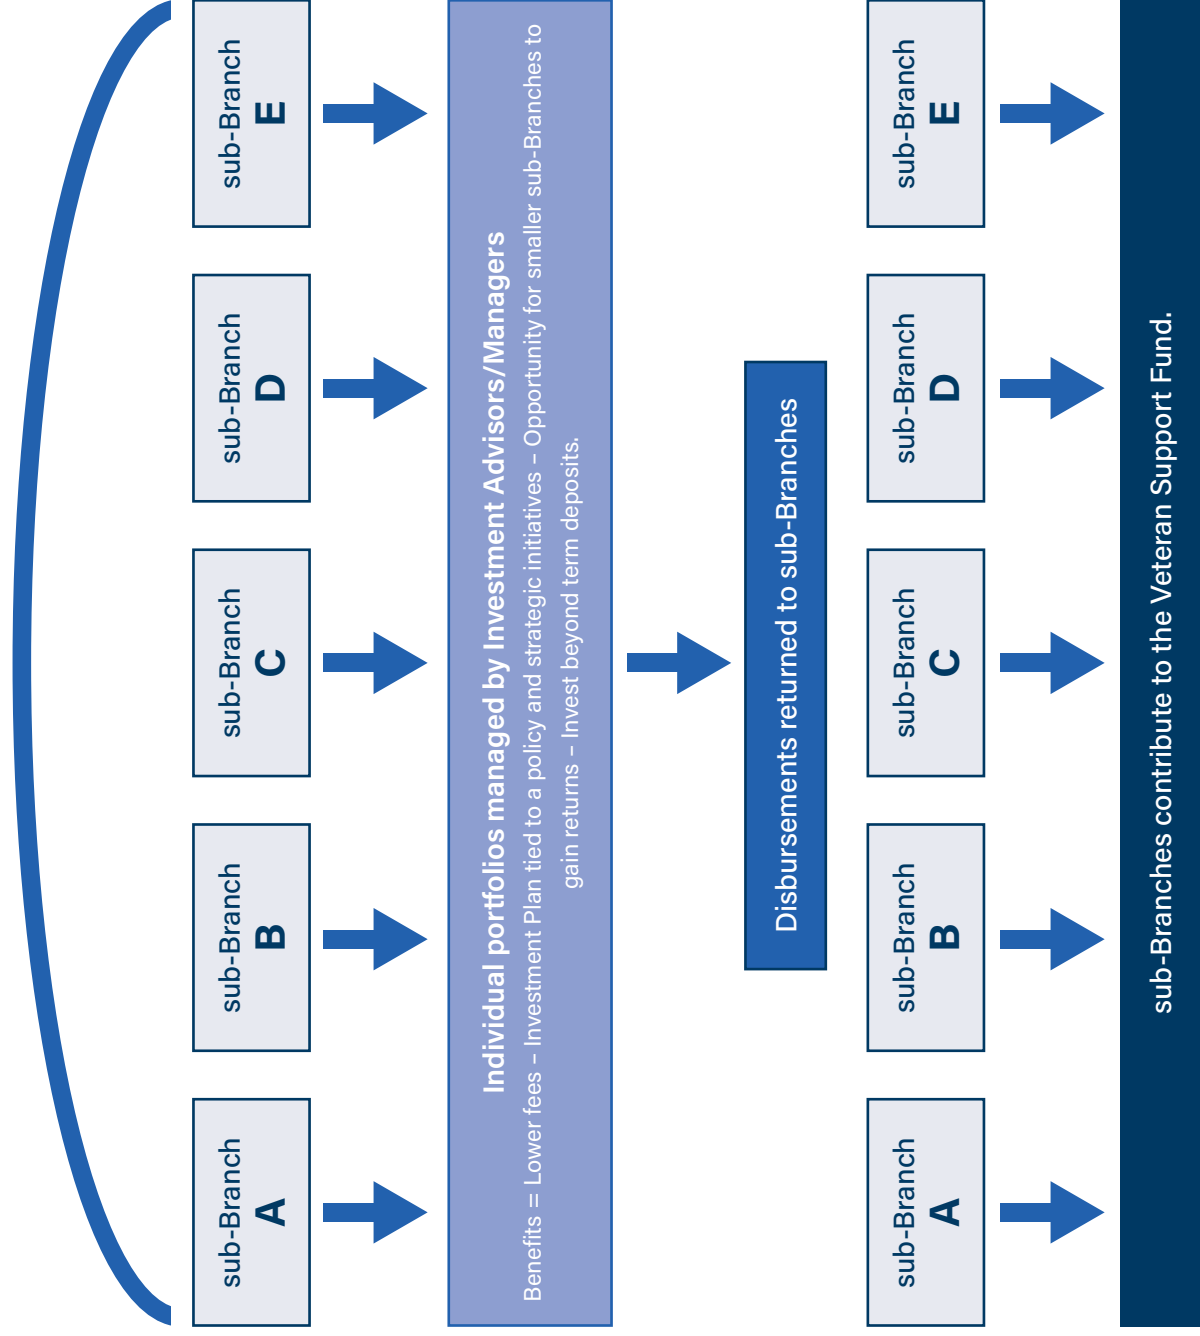 sub-Branch
A
sub-Branch
B
sub-Branch
C
sub-Branch
D
sub-Branch
E
Individual portfolios managed by Investment Advisors/Managers
Benefits = Lower fees – Investment Plan tied to a policy and strategic initiatives – Opportunity for smaller sub-Branches to
gain returns – Invest beyond term deposits.
Disbursements returned to sub-Branches
sub-Branch
A
sub-Branch
B
sub-Branch
C
sub-Branch
D
sub-Branch
E
sub-Branches contribute to the Veteran Support Fund.